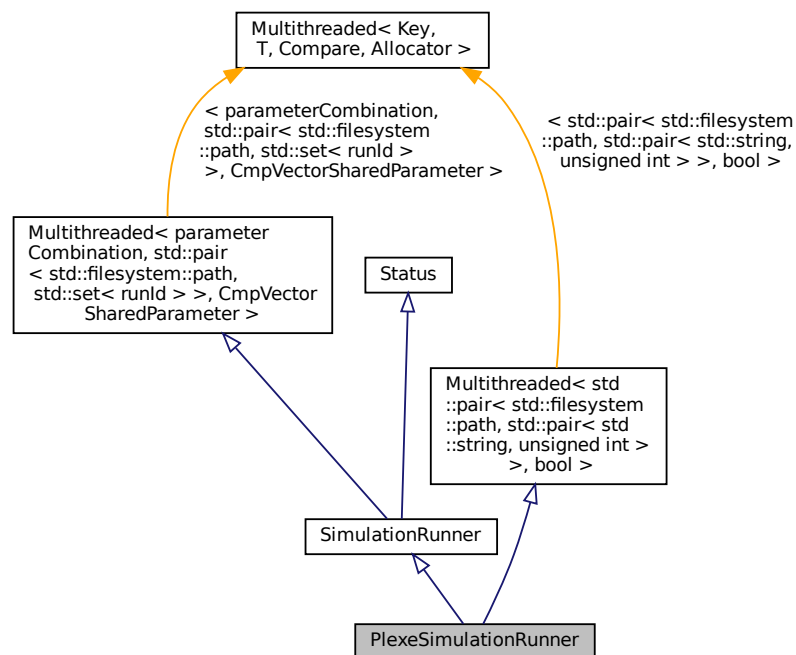 Multithreaded< Key,
T, Compare, Allocator >
< parameterCombination,
std::pair< std::filesystem
::path, std::set< runId >
>, CmpVectorSharedParameter >
< std::pair< std::filesystem
::path, std::pair< std::string,
unsigned int > >, bool >
Multithreaded< parameter
Combination, std::pair
< std::filesystem::path,
std::set< runId > >, CmpVector
SharedParameter >
Status
Multithreaded< std
::pair< std::filesystem
::path, std::pair< std
::string, unsigned int >
>, bool >
SimulationRunner
PlexeSimulationRunner